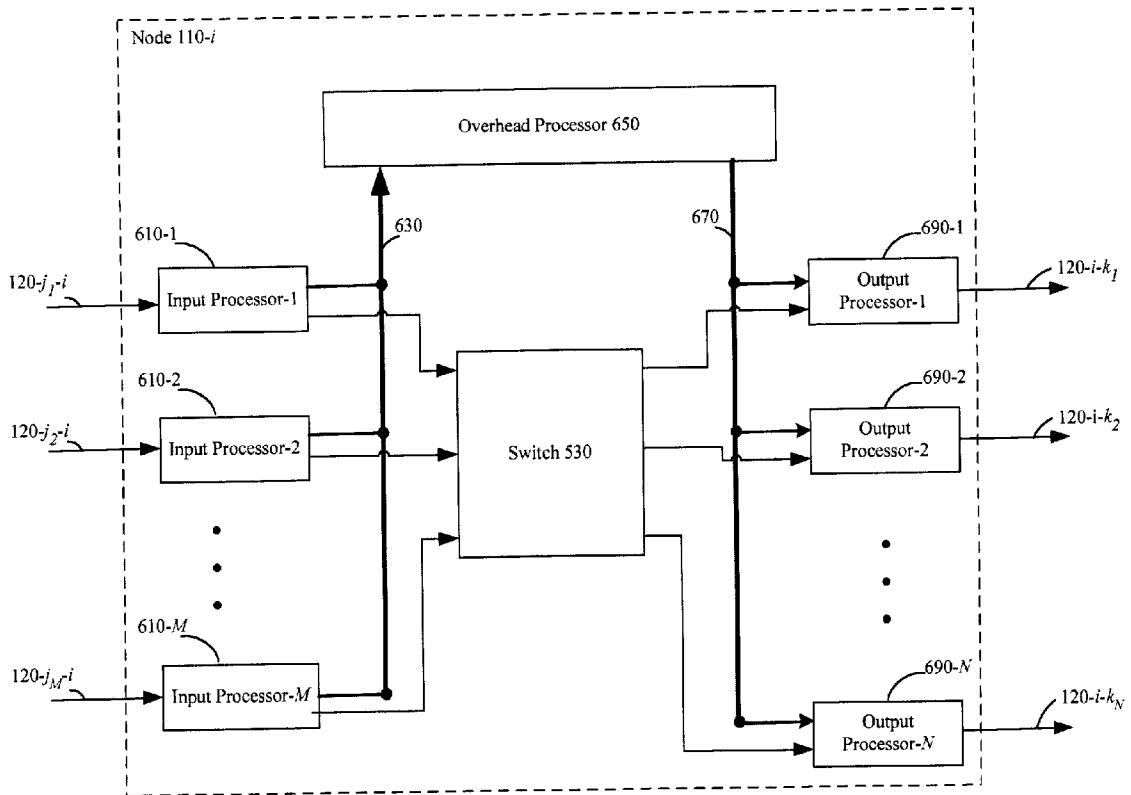 Node 110-i
Overhead Processor 650
630
670
610-1
690-1
120-j1-i
Input Processor-1
Output
Processor-1
120-i-k1
610-2
690-2
120-j2-i
Input Processor-2
Switch 530
Output
Processor-2
120-i-k2
610-M
690-N
120-jM-i
Input Processor-M
Output
Processor-N
120-i-kN